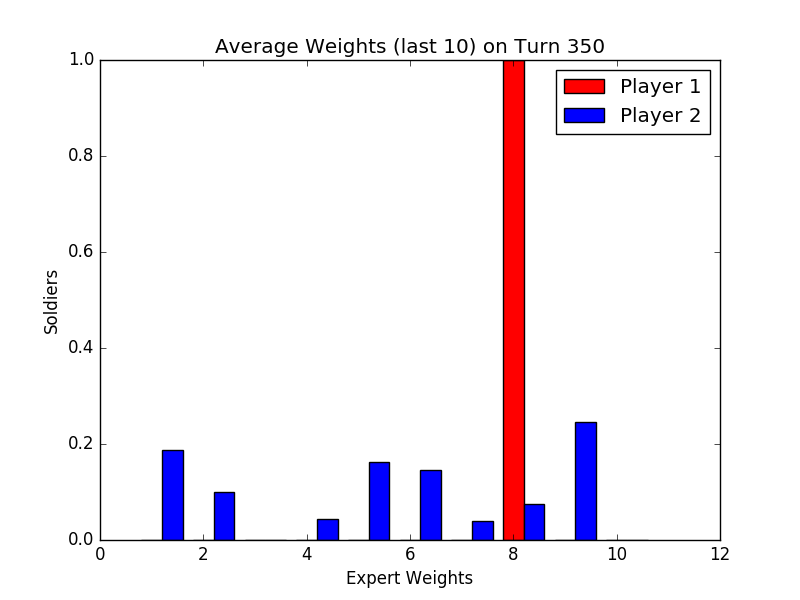 Average Weights (last 10) on Turn 350
Player 1
Player 2
1.0
0.8
0.6
0.4
0.2
0.0
Soldiers
0 2 4 6 8 10 12
Expert Weights